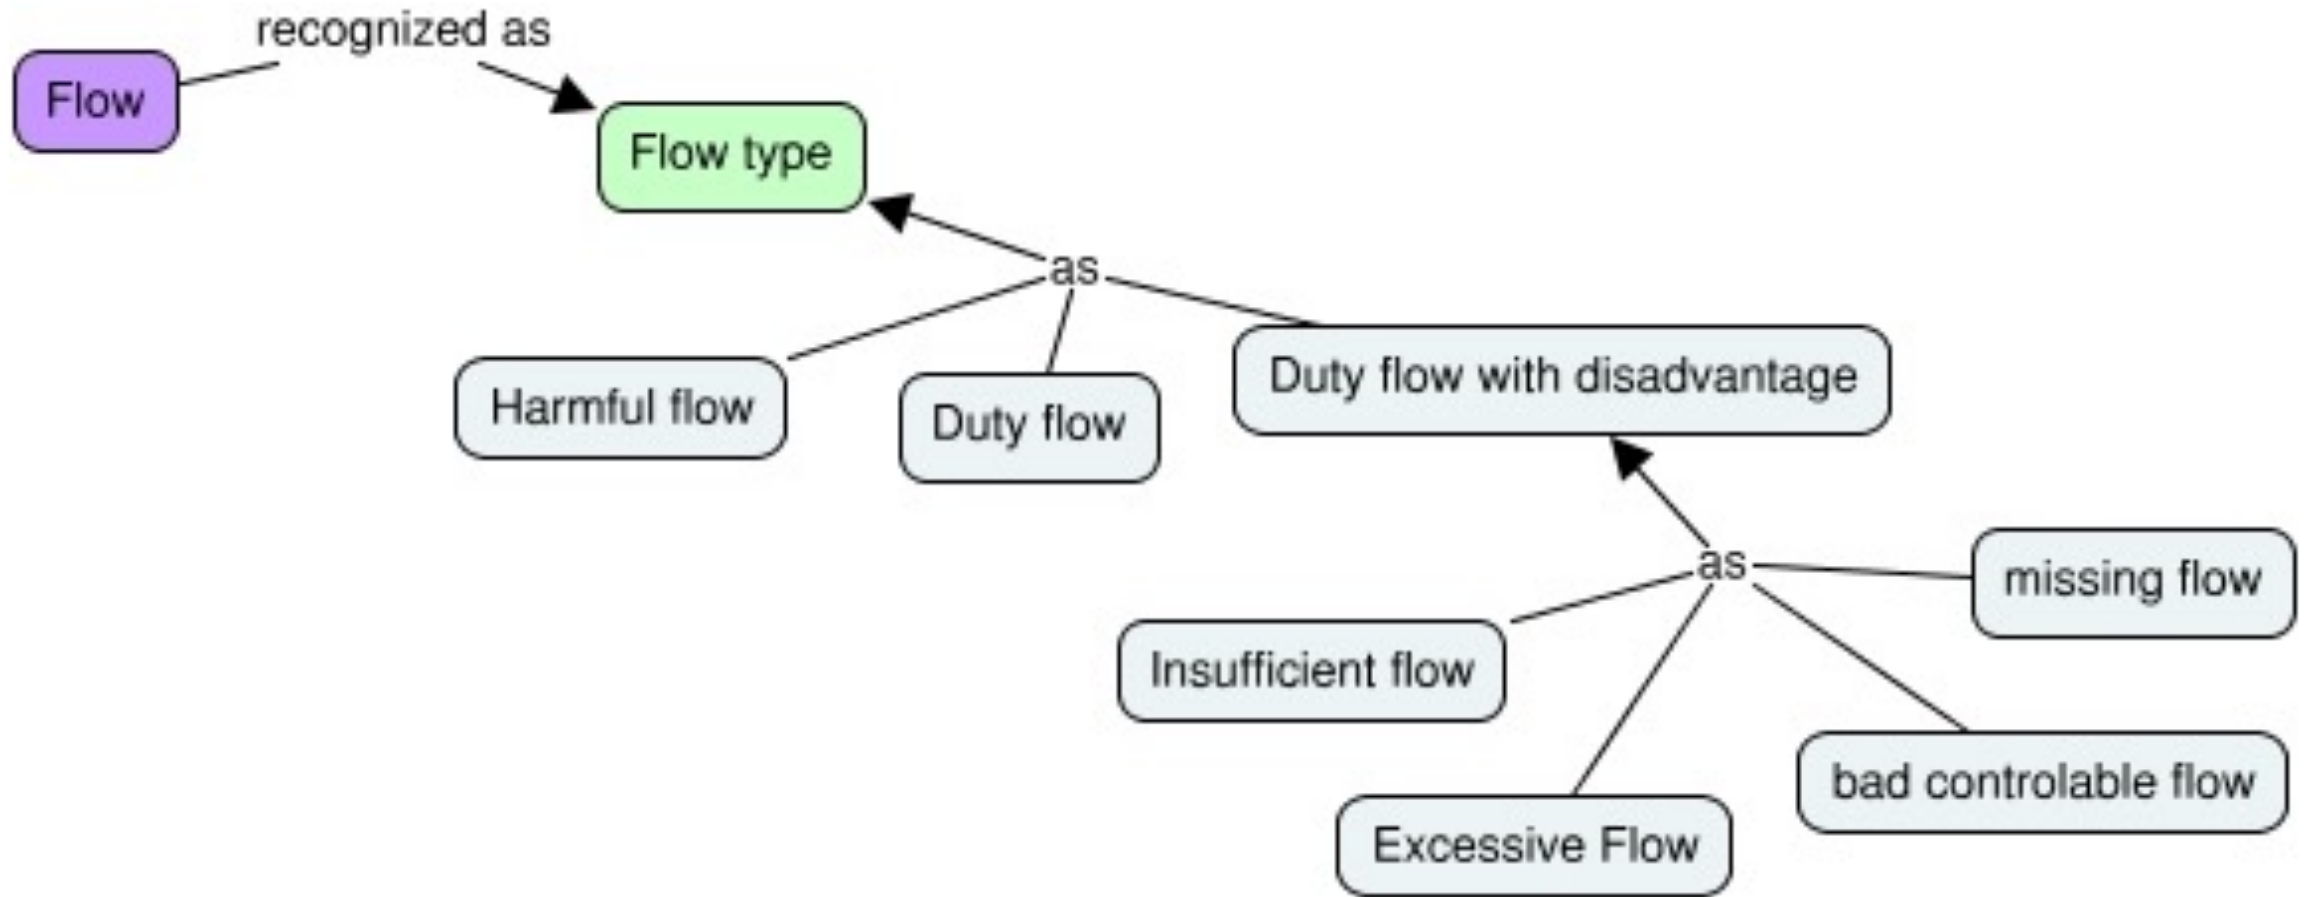 recognized as
Flow
Flow type
as
Harmful flow
Duty flow
Duty flow with disadvantage
as
missing flow
Insufficient flow
bad controlable flow
Excessive Flow